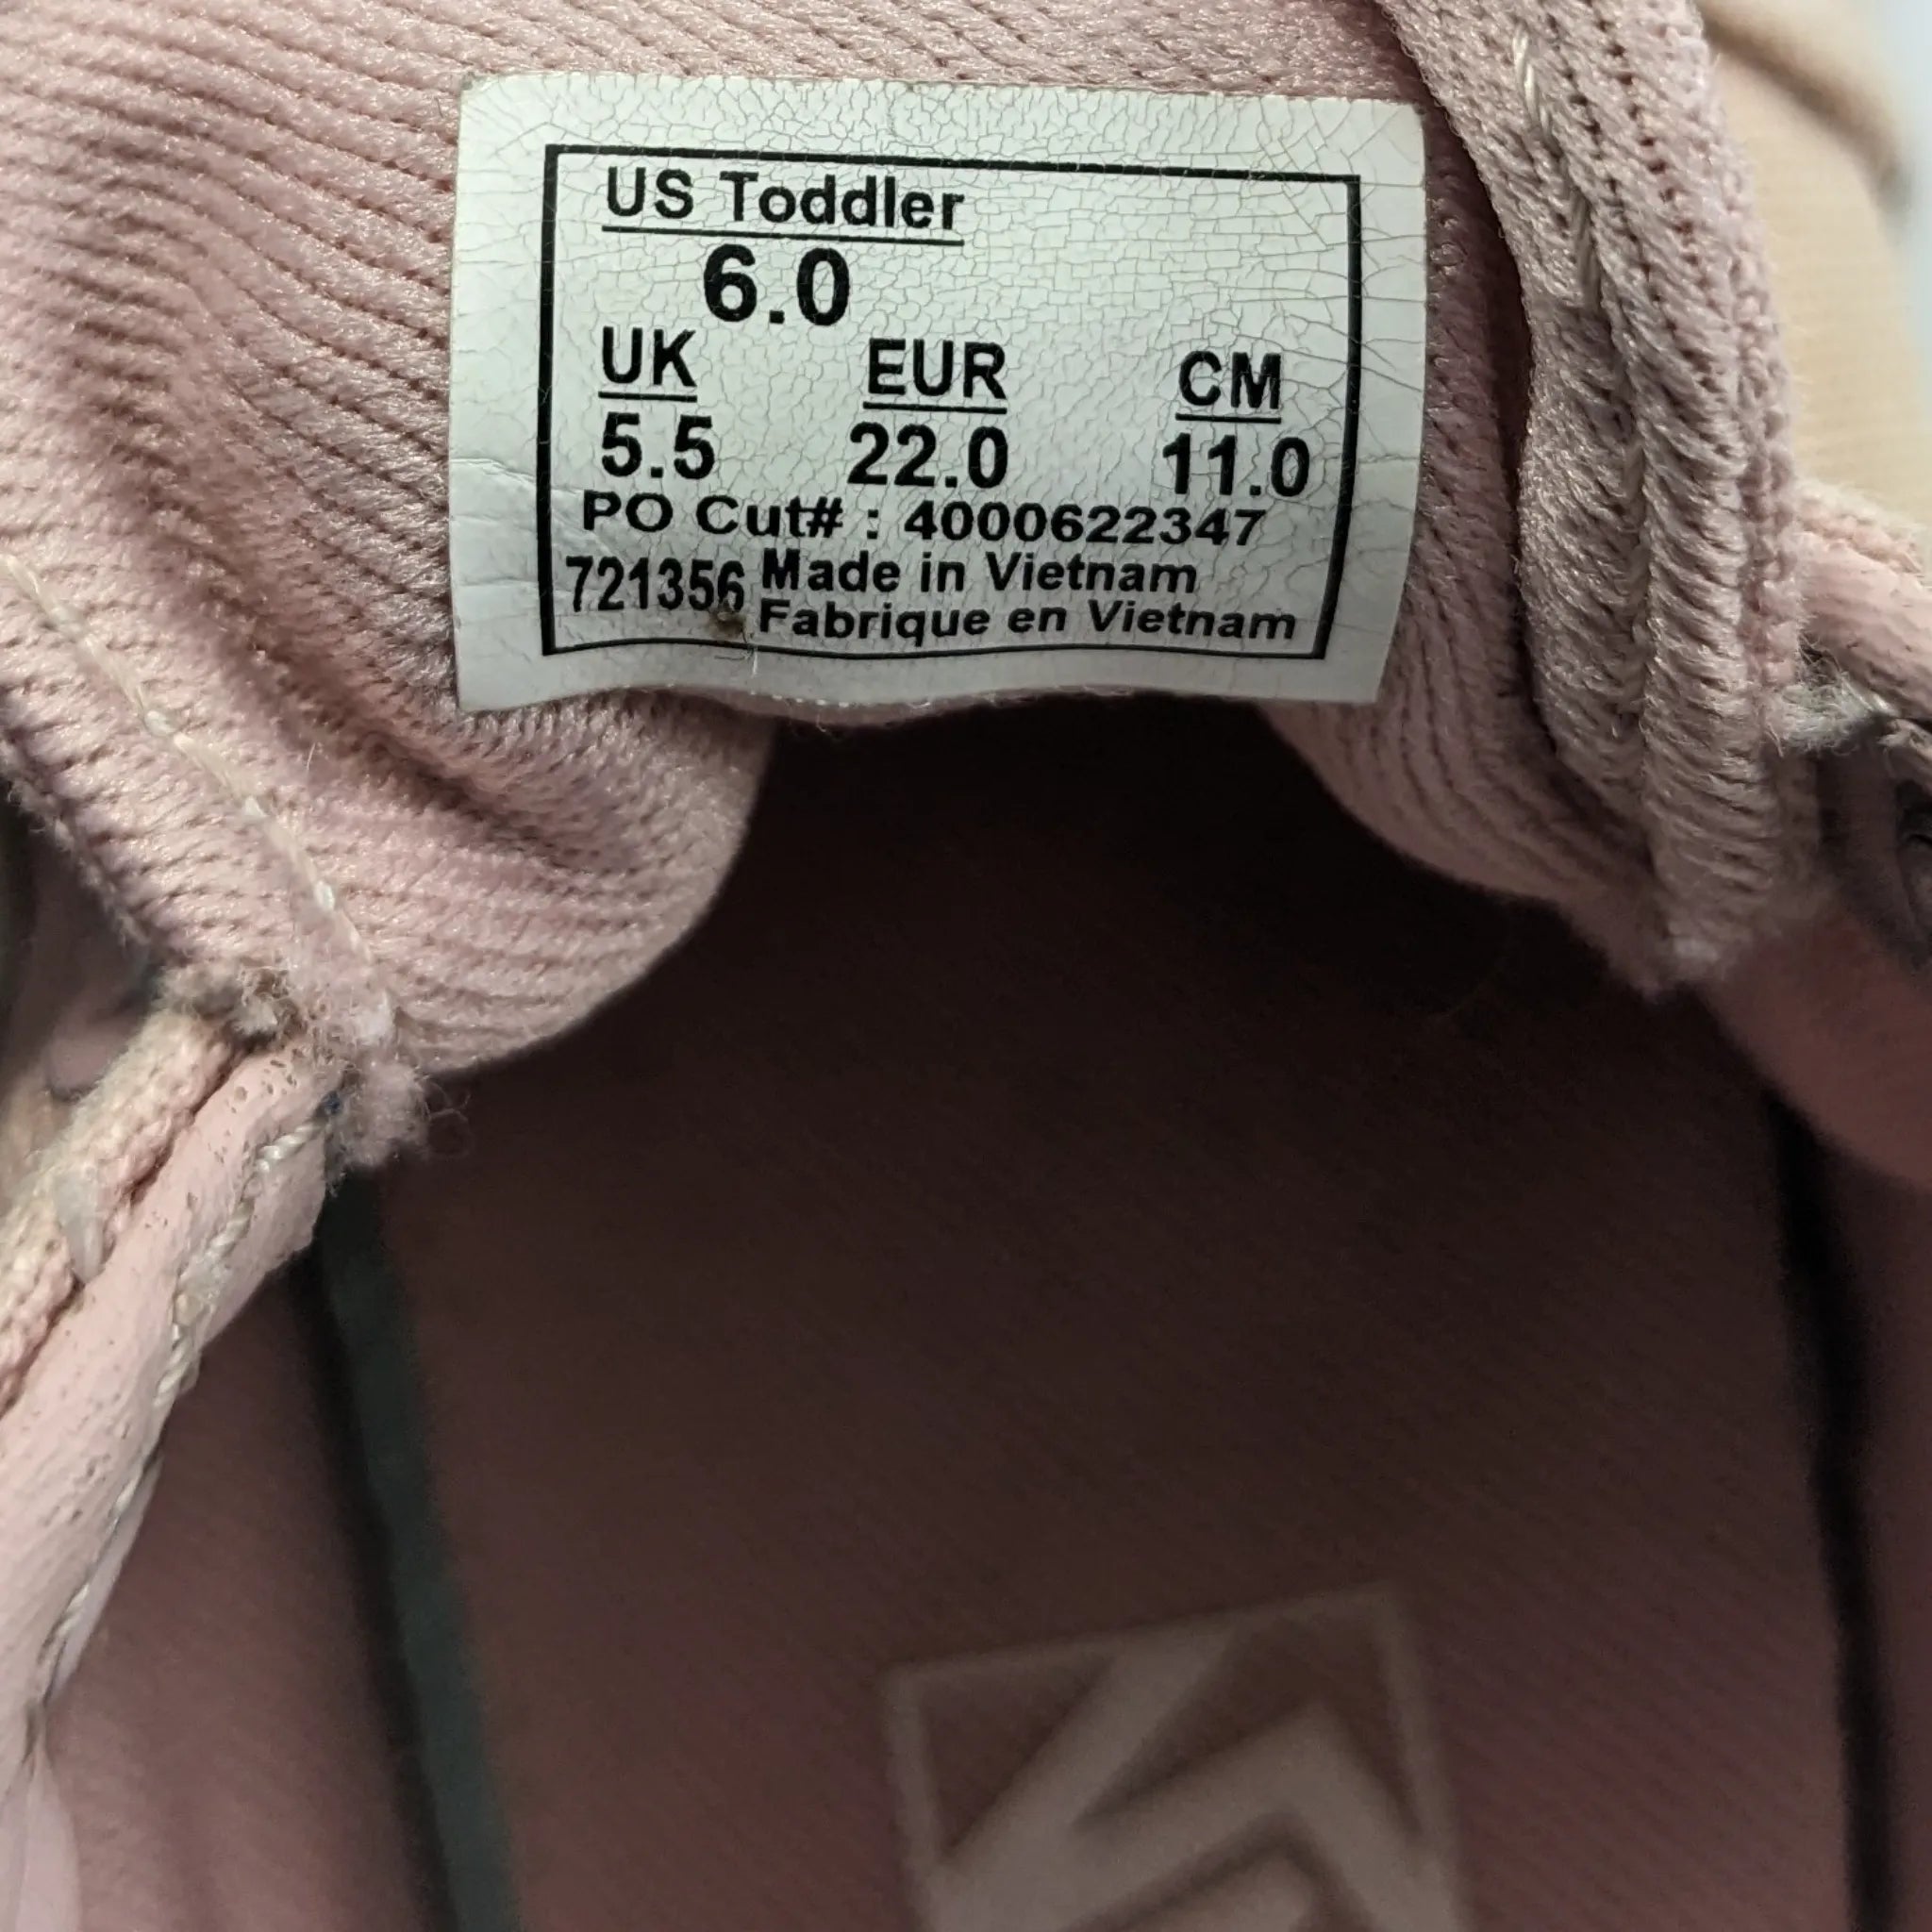 US Toddler
6.0
UK EUR CM
5.5 22.0 11.0
PO Cut# : 4000622347
721356 Made in Vietnam
Fabrique en Vietnam